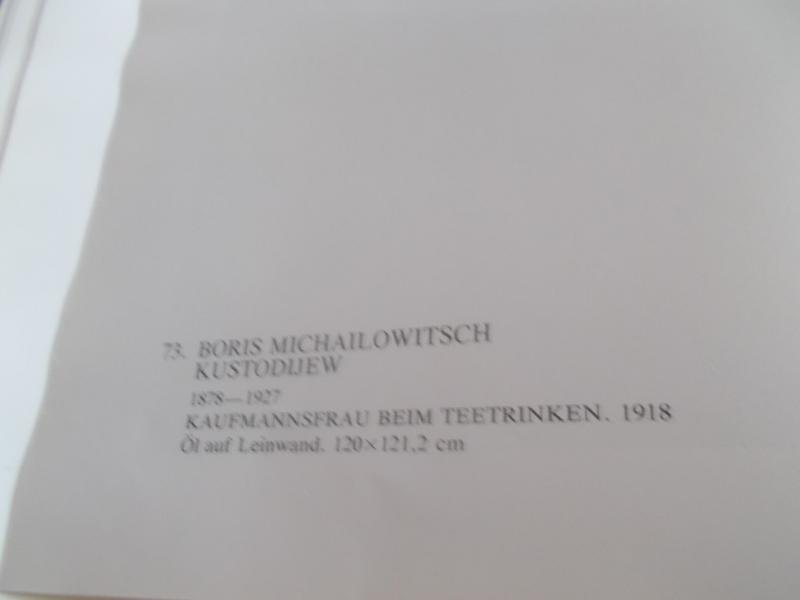 73. BORIS MICHAILOWITSCH
KUSTODIJEW
1878—1927
KAUFMANNSFRAU BEIM TEETRINKEN. 1918
Öl auf Leinwand. 120×121,2 cm